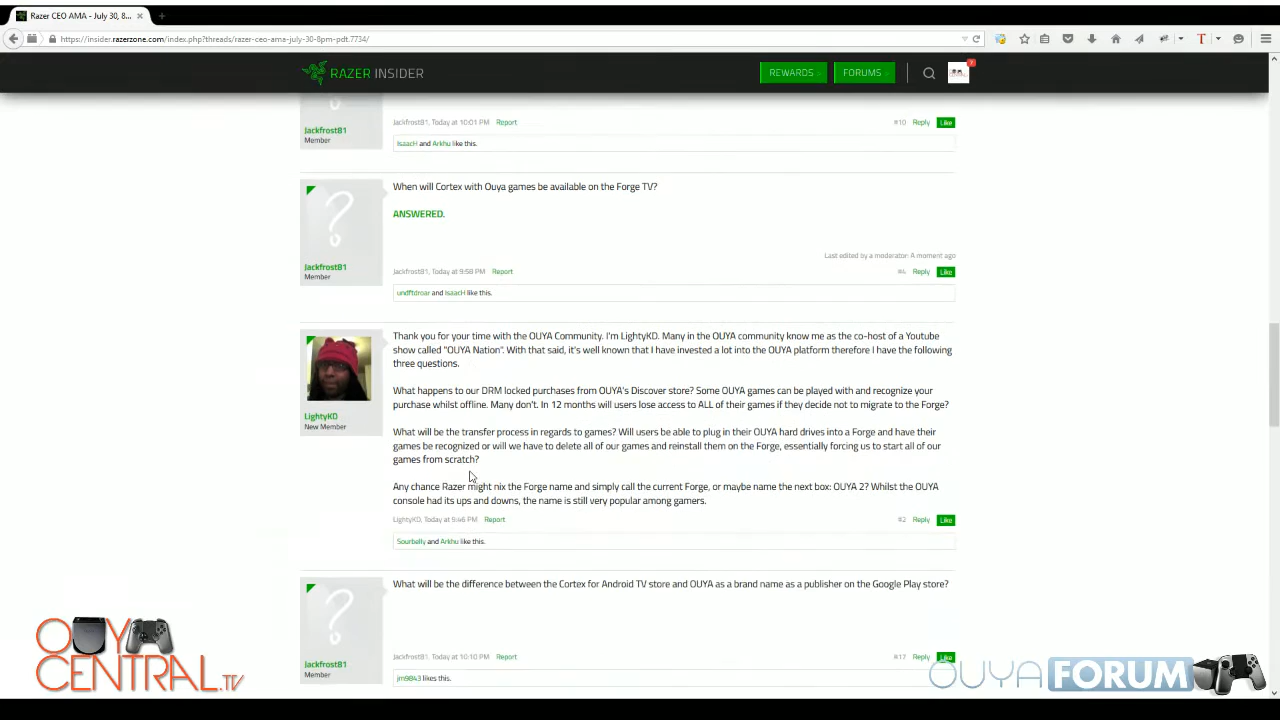 Razer CEO AMA - July 30, 8...
https://insider.razerzone.com/index.php?threads/razer-ceo-ama-july-30-8pm-pdt.7734/
RAZER INSIDER
REWARDS
FORUMS
7
Jackfrost81
Member
Jackfrost81, Today at 10:01 PM Report
#10 Reply Like
IsaacH and Arkhu like this.
When will Cortex with Ouya games be available on the Forge TV?
ANSWERED.
Last edited by a moderator: A moment ago
Jackfrost81
Member
Jackfrost81, Today at 9:58 PM Report
#4 Reply Like
undftdroar and IsaacH like this.
Thank you for your time with the OUYA Community. I'm LightyKD. Many in the OUYA community know me as the co-host of a Youtube
show called "OUYA Nation". With that said, it's well known that I have invested a lot into the OUYA platform therefore I have the following
three questions.
What happens to our DRM locked purchases from OUYA's Discover store? Some OUYA games can be played with and recognize your
purchase whilst offline. Many don't. In 12 months will users lose access to ALL of their games if they decide not to migrate to the Forge?
LightyKD
New Member
What will be the transfer process in regards to games? Will users be able to plug in their OUYA hard drives into a Forge and have their
games be recognized or will we have to delete all of our games and reinstall them on the Forge, essentially forcing us to start all of our
games from scratch?
Any chance Razer might nix the Forge name and simply call the current Forge, or maybe name the next box: OUYA 2? Whilst the OUYA
console had its ups and downs, the name is still very popular among gamers.
LightyKD, Today at 9:46 PM Report
#2 Reply Like
Sourbelly and Arkhu like this.
What will be the difference between the Cortex for Android TV store and OUYA as a brand name as a publisher on the Google Play store?
Jackfrost81
Member
Jackfrost81, Today at 10:10 PM Report
#17 Reply Like
jm9843 likes this.
OUYA
CENTRAL.TV
OUYAFORUM